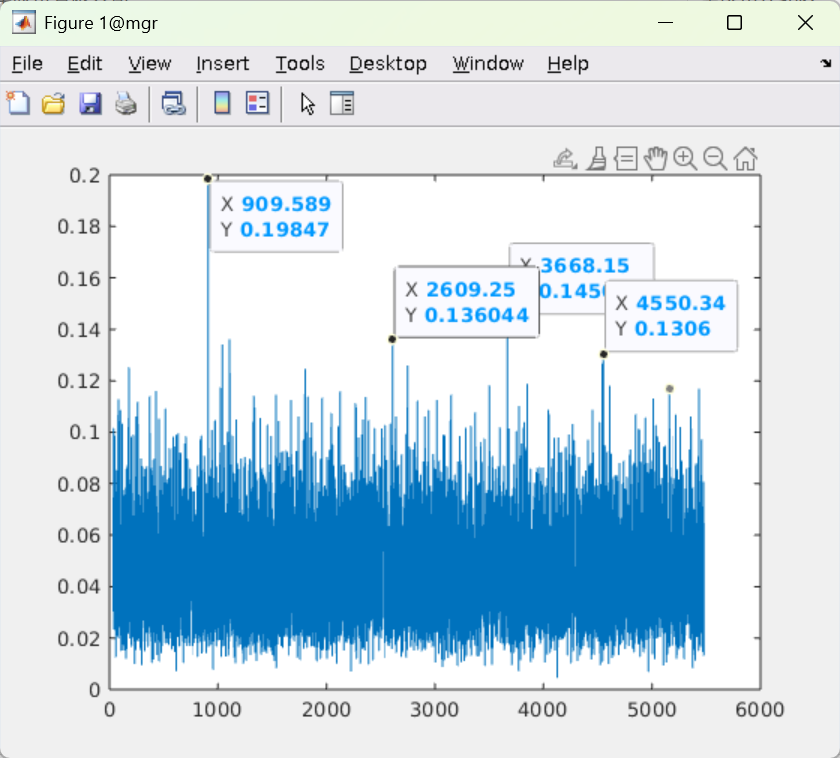 Figure 1@mgr
File Edit View Insert Tools Desktop Window Help
0.2
0.18
0.16
0.14
0.12
0.1
0.08
0.06
0.04
0.02
0
0 1000 2000 3000 4000 5000 6000
X 909.589
Y 0.19847
X 2609.25
Y 0.136044
X 3668.15
X 4550.34
Y 0.1306